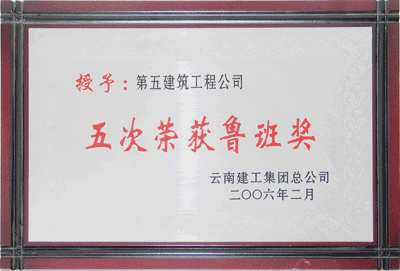 授予：第五建筑工程公司
五次荣获鲁班奖
云南建工集团总公司
二〇〇六年二月